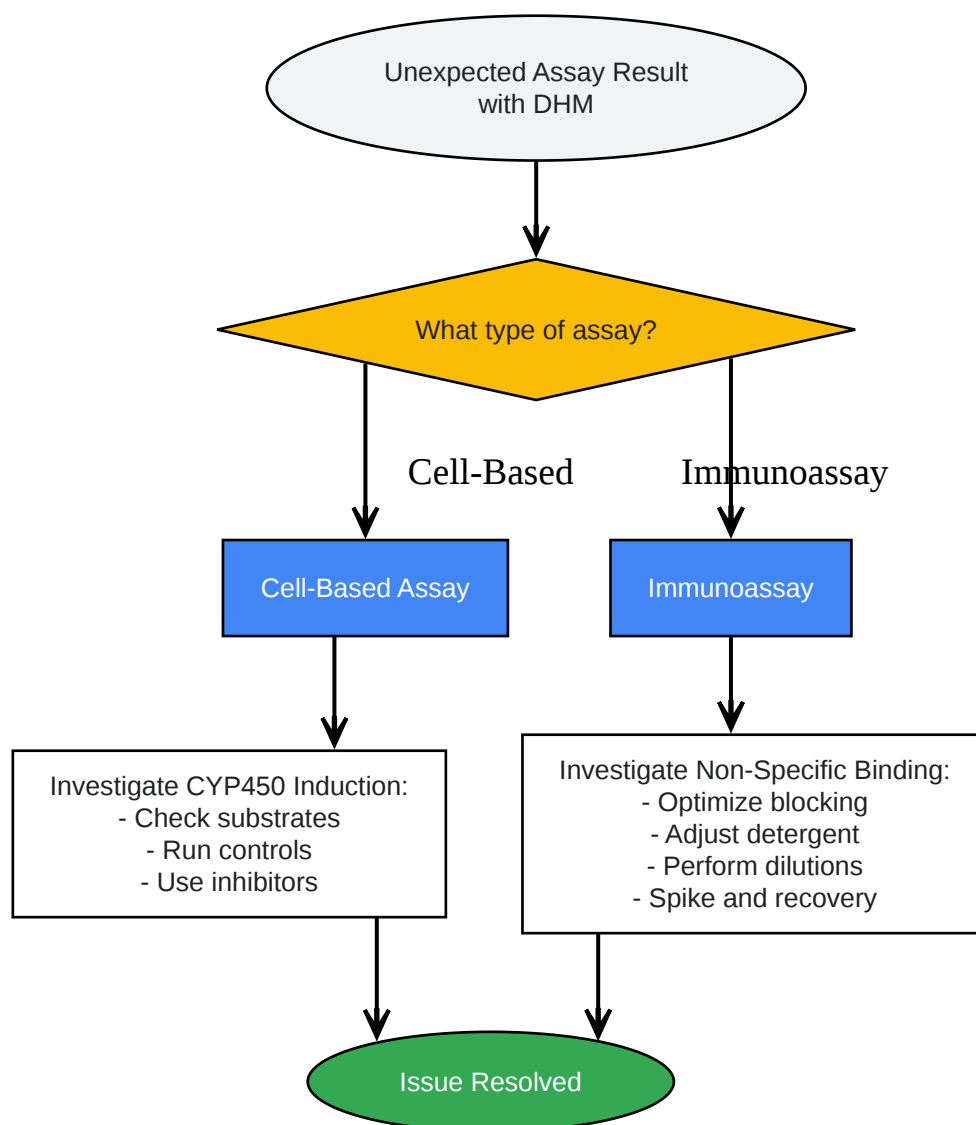 Unexpected Assay Result
with DHM
What type of assay?
Cell-Based
Immunoassay
Cell-Based Assay
Immunoassay
Investigate CYP450 Induction:
- Check substrates
- Run controls
- Use inhibitors
Investigate Non-Specific Binding:
- Optimize blocking
- Adjust detergent
- Perform dilutions
- Spike and recovery
Issue Resolved